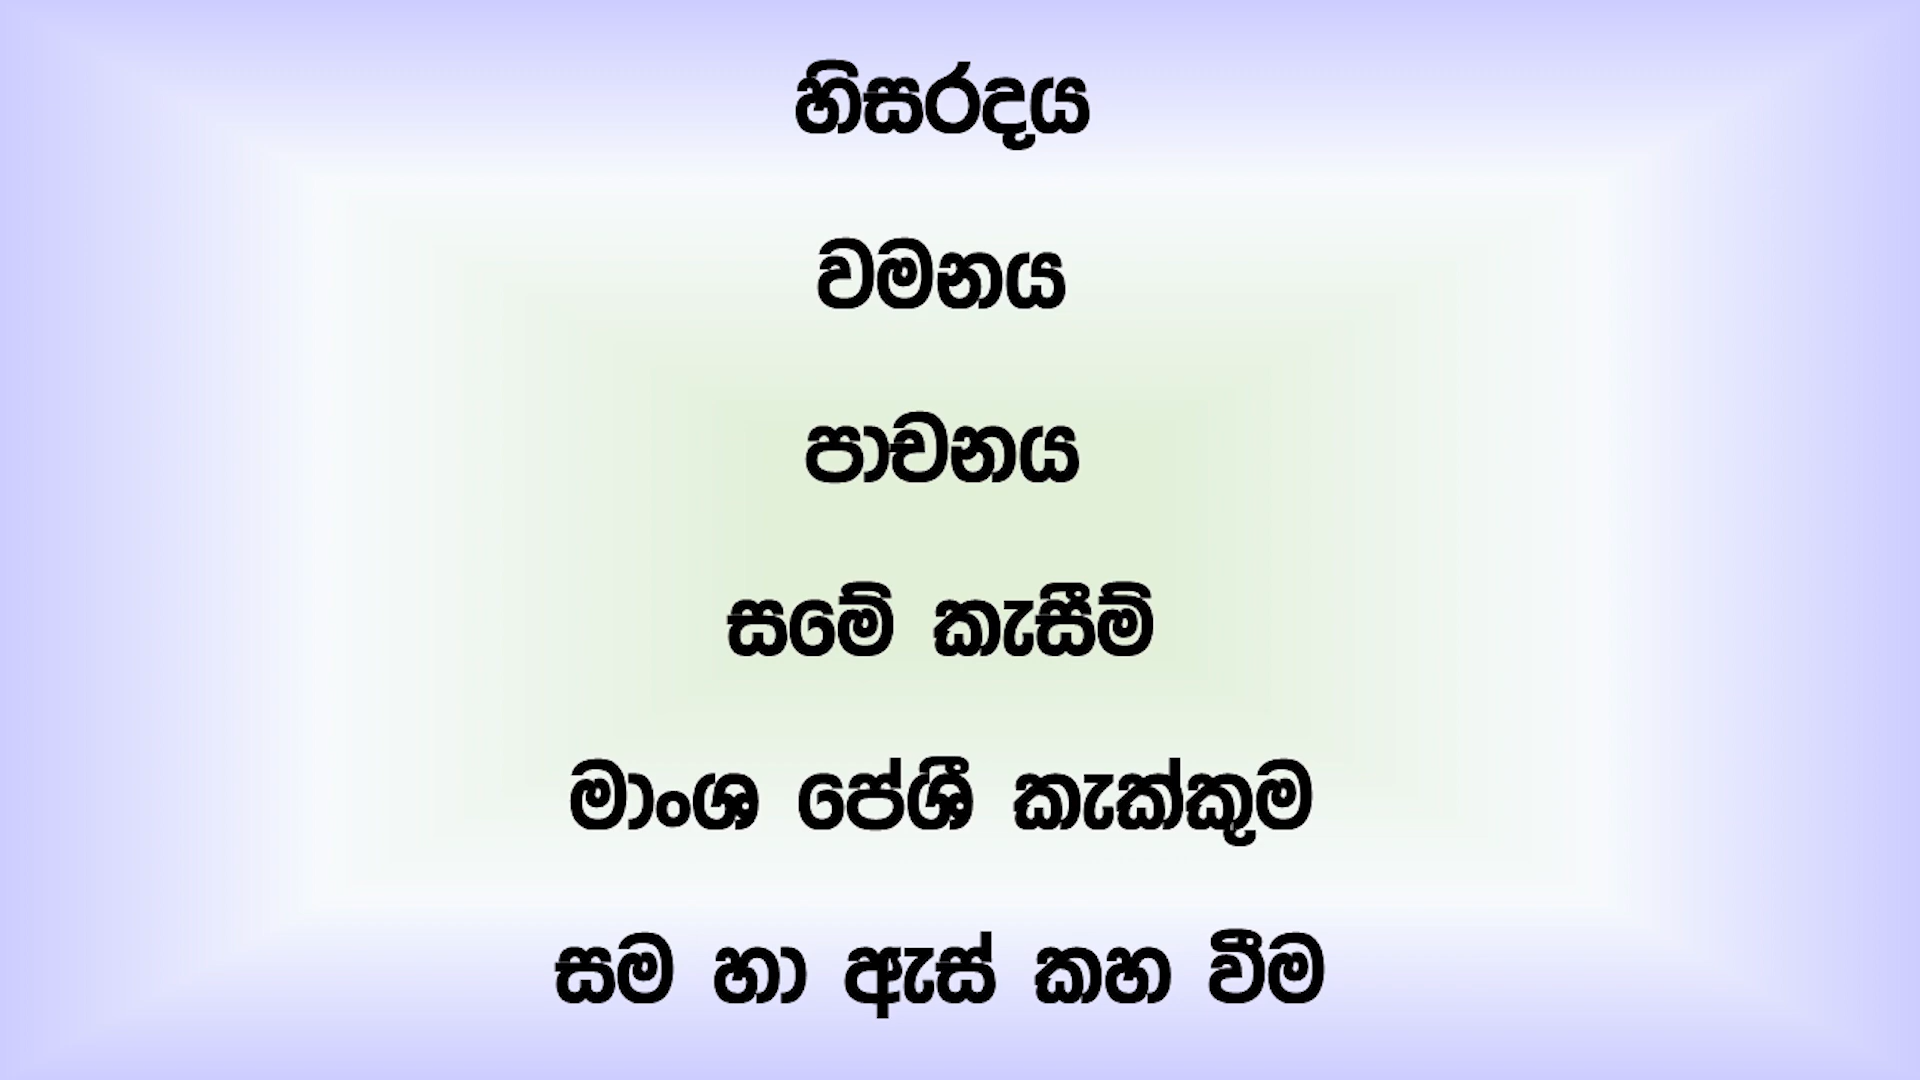 හිසරදය
වමනය
පාචනය
සමේ කැසීම්
මාංශ පේශී කැක්කුම
සම හා ඇස් කහ වීම